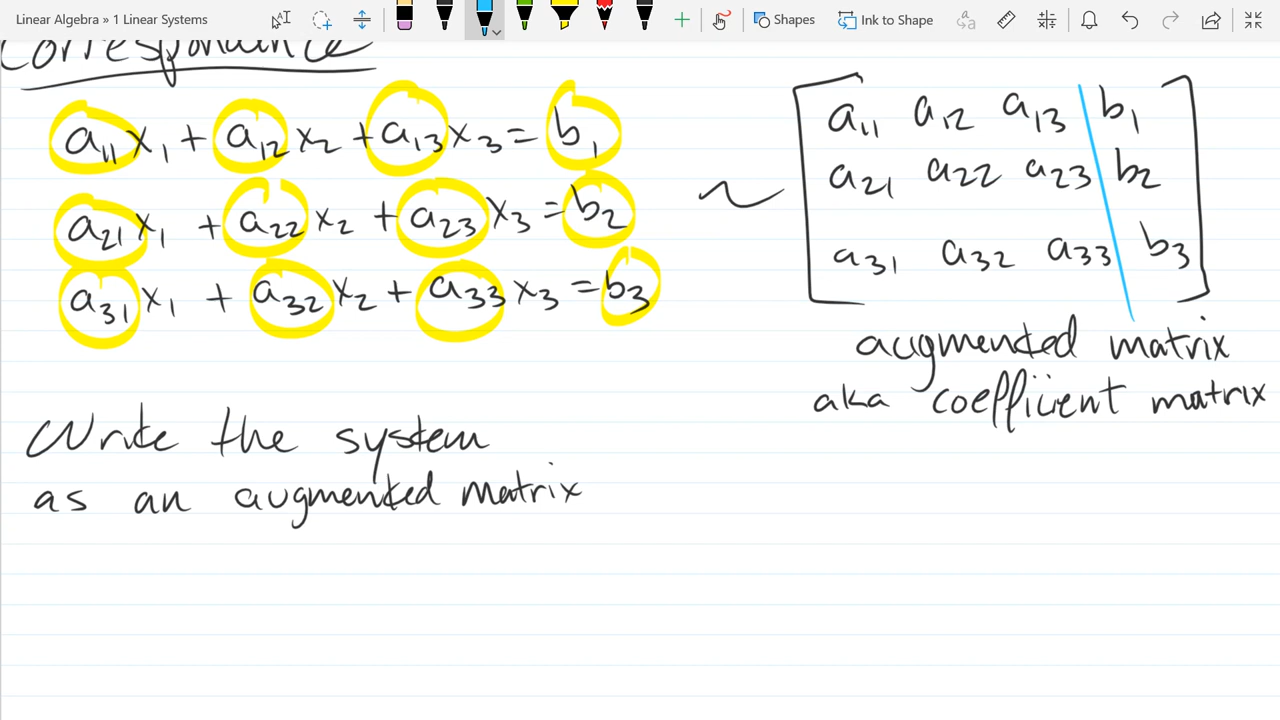 Linear Algebra » 1 Linear Systems
Shapes
Ink to Shape
Correspondance
a11x1 + a12x2 + a13x3 = b1
a21x1 + a22x2 + a23x3 = b2
a31x1 + a32x2 + a33x3 = b3
~
a11 a12 a13 b1
a21 a22 a23 b2
a31 a32 a33 b3
augmented matrix
aka coefficient matrix
Write the system
as an augmented matrix